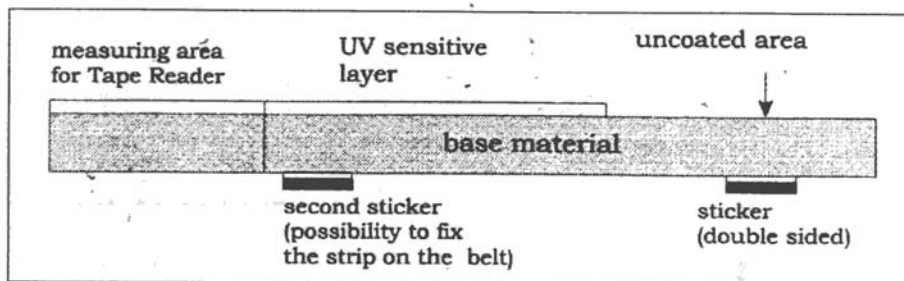 measuring area
for Tape Reader
UV sensitive
layer
uncoated area
base material
second sticker
(possibility to fix
the strip on the belt)
sticker
(double sided)